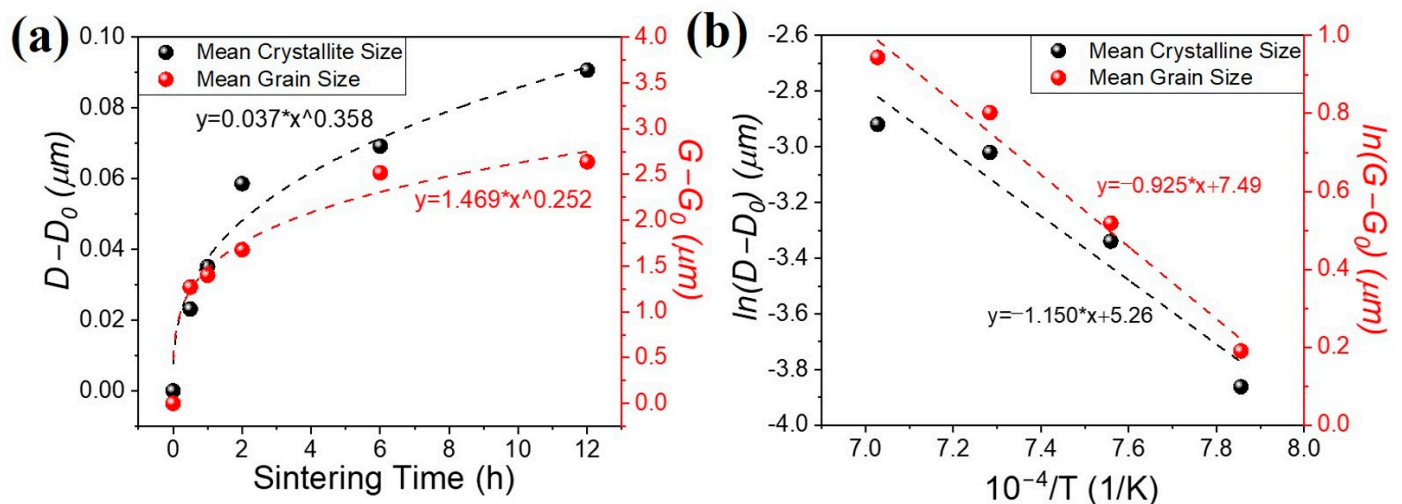 (a)
Mean Crystallite Size
Mean Grain Size
y=0.037*x^0.358
y=1.469*x^0.252
0.10
0.08
0.06
0.04
0.02
0.00
D−D0 (μm)
4.0
3.5
3.0
2.5
2.0
1.5
1.0
0.5
0.0
G−G0 (μm)
0 2 4 6 8 10 12
Sintering Time (h)
(b)
Mean Crystalline Size
Mean Grain Size
y=−0.925*x+7.49
y=−1.150*x+5.26
-2.6
-2.8
-3.0
-3.2
-3.4
-3.6
-3.8
-4.0
ln(D−D0) (μm)
1.0
0.8
0.6
0.4
0.2
0.0
ln(G−G0) (μm)
7.0 7.2 7.4 7.6 7.8 8.0
10⁻⁴/T (1/K)